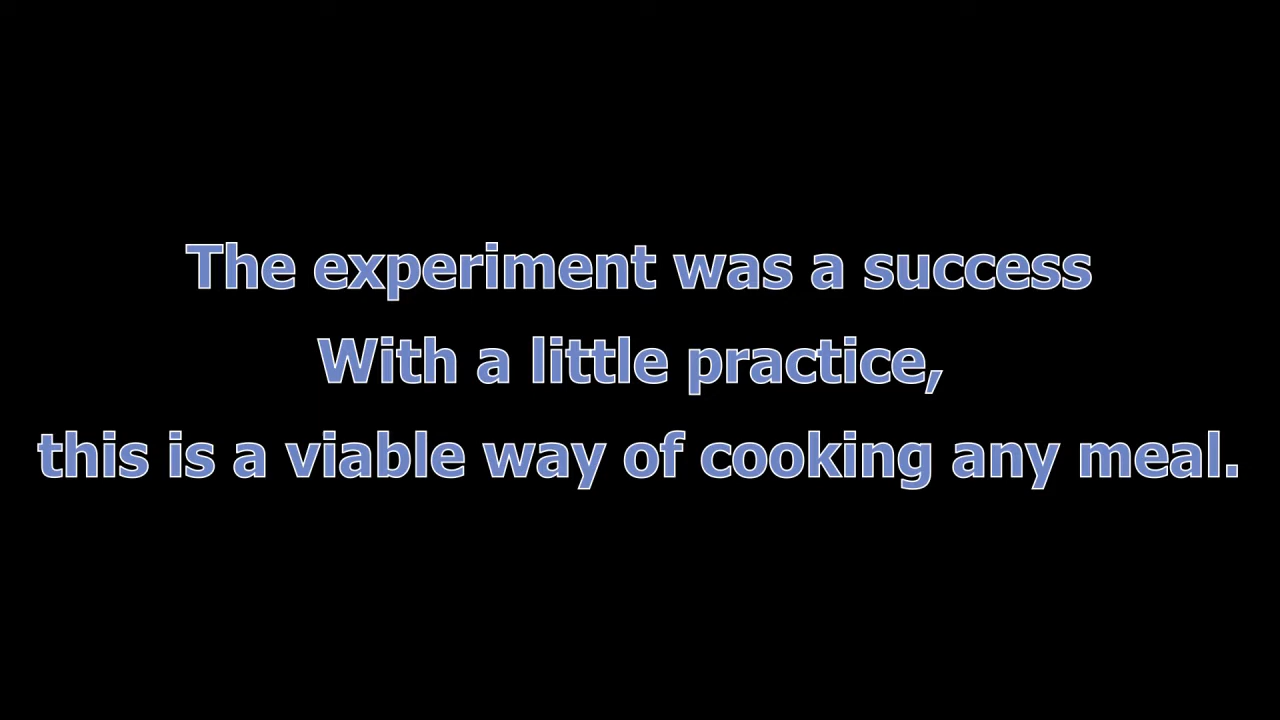 The experiment was a success
With a little practice,
this is a viable way of cooking any meal.